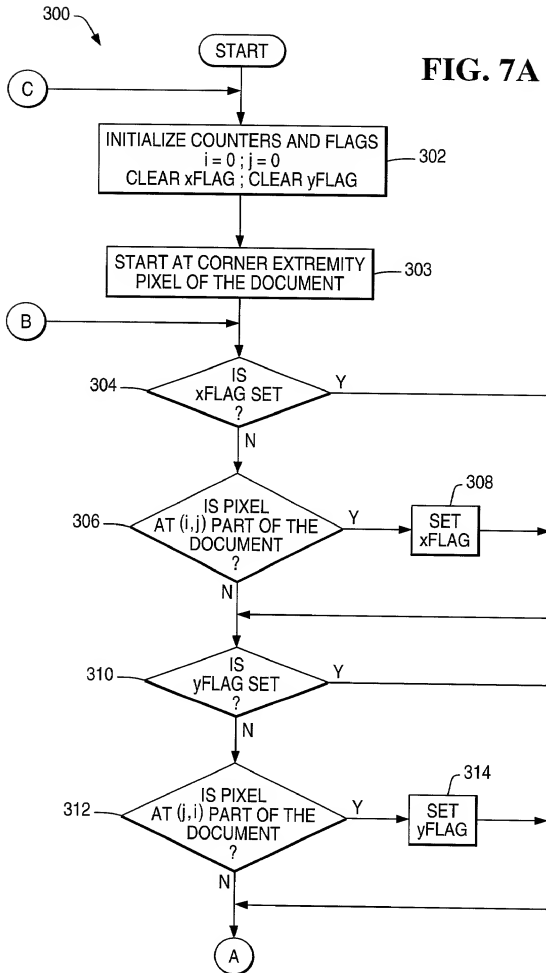 300
START
FIG. 7A
C
INITIALIZE COUNTERS AND FLAGS
i = 0 ; j = 0
CLEAR xFLAG ; CLEAR yFLAG
302
START AT CORNER EXTREMITY
PIXEL OF THE DOCUMENT
303
B
304
IS
xFLAG SET
?
Y
N
306
IS PIXEL
AT (i,j) PART OF THE
DOCUMENT
?
Y
N
308
SET
xFLAG
310
IS
yFLAG SET
?
Y
N
312
IS PIXEL
AT (j,i) PART OF THE
DOCUMENT
?
Y
N
314
SET
yFLAG
A